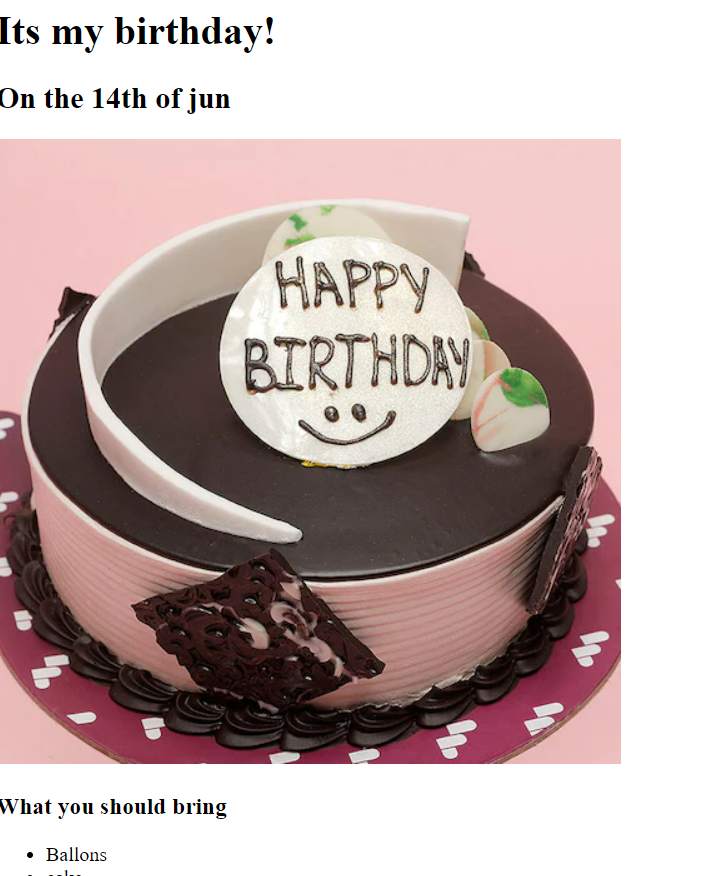 Its my birthday!
On the 14th of jun
HAPPY
BIRTHDAY
What you should bring
Ballons